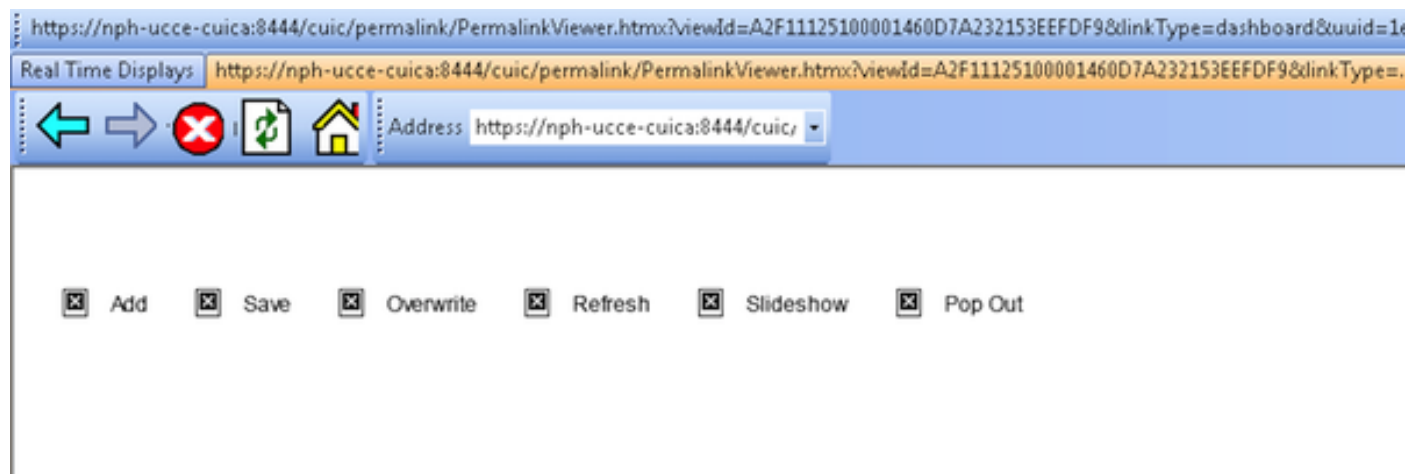 https://nph-ucce-cuica:8444/cuic/permalink/PermalinkViewer.htmx?viewId=A2F11125100001460D7A232153EEFDF9&linkType=dashboard&uuid=1e
Real Time Displays https://nph-ucce-cuica:8444/cuic/permalink/PermalinkViewer.htmx?viewId=A2F11125100001460D7A232153EEFDF9&linkType=.
Address https://nph-ucce-cuica:8444/cuic/
Add Save Overwrite Refresh Slideshow Pop Out